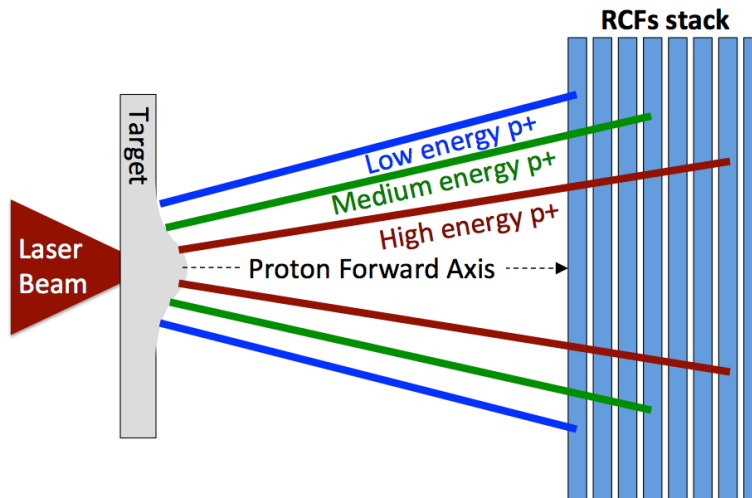 RCFs stack
Target
Low energy p+
Medium energy p+
High energy p+
Laser
Beam
Proton Forward Axis